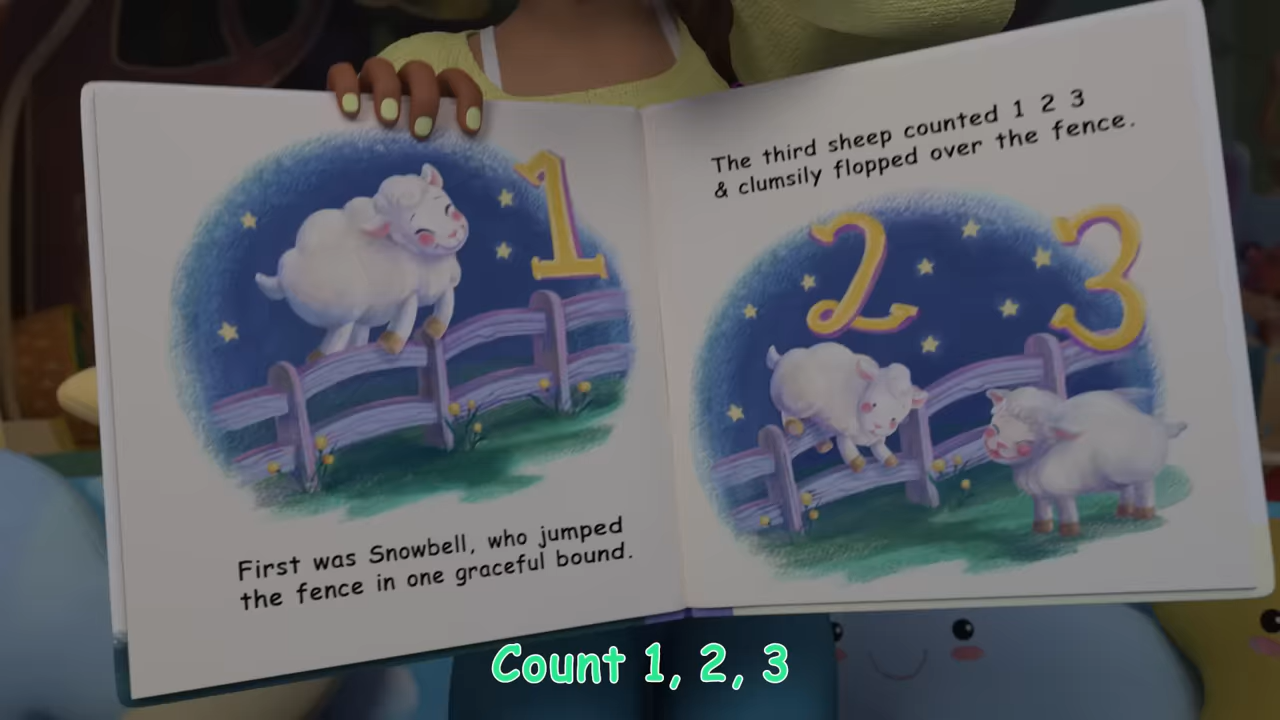 1
First was Snowbell, who jumped
the fence in one graceful bound.
The third sheep counted 1 2 3
& clumsily flopped over the fence.
2 3
Count 1, 2, 3